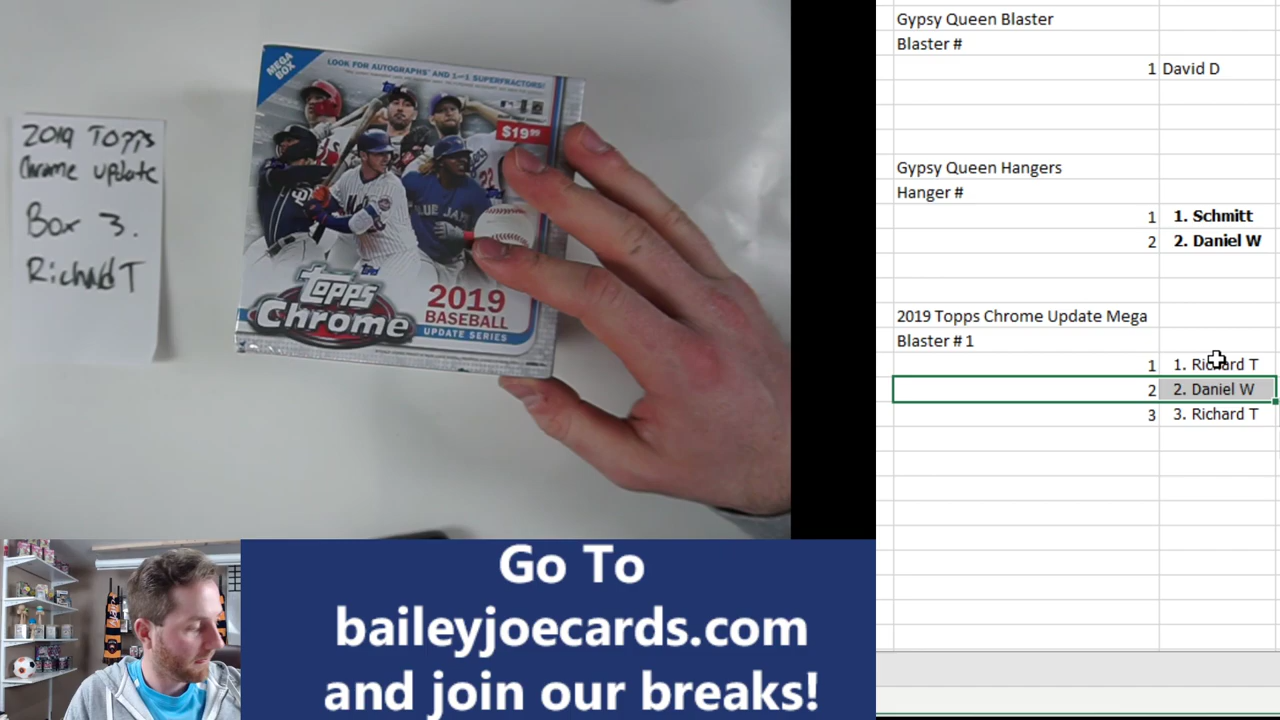 2019 Topps
Chrome update
Box 3.
Richard T
MEGA
BOX
LOOK FOR AUTOGRAPHS AND 1-of-1 SUPERFRACTORS!
$19.99
topps
Chrome
2019
BASEBALL
UPDATE SERIES
Gypsy Queen Blaster
Blaster #
1 David D
Gypsy Queen Hangers
Hanger #
1 1. Schmitt
2 2. Daniel W
2019 Topps Chrome Update Mega
Blaster # 1
1 1. Richard T
2 2. Daniel W
3 3. Richard T
Go To
baileyjoecards.com
and join our breaks!